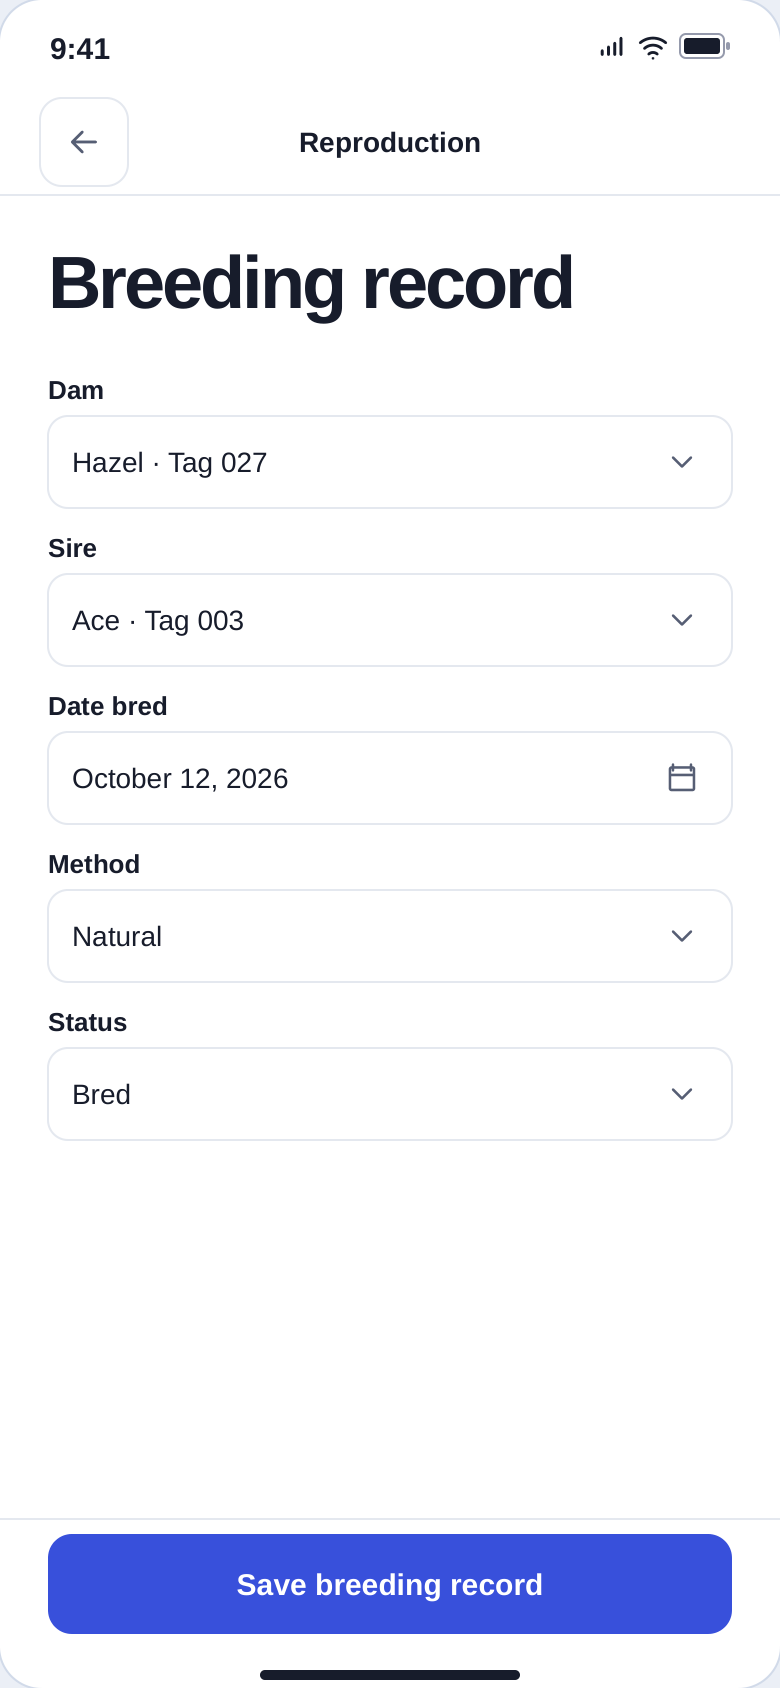 9:41
Reproduction
Breeding record
Dam
Hazel · Tag 027
Sire
Ace · Tag 003
Date bred
October 12, 2026
Method
Natural
Status
Bred
Save breeding record